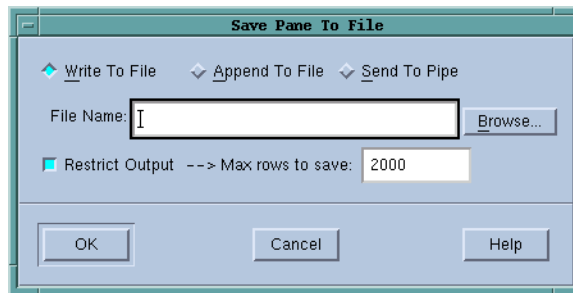 Save Pane To File
Write To File Append To File Send To Pipe
File Name: Browse...
Restrict Output --> Max rows to save: 2000
OK Cancel Help